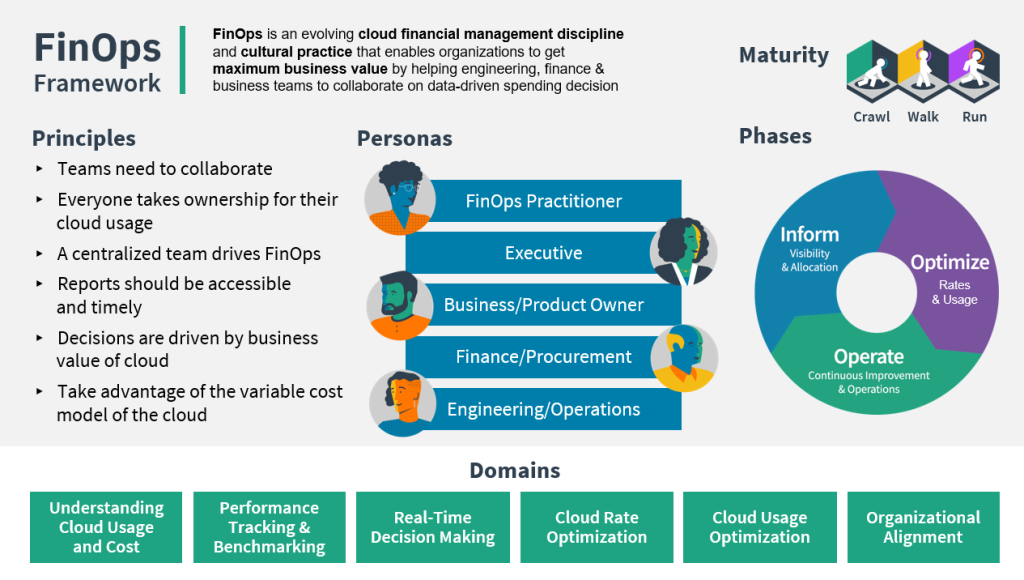 FinOps
Framework
FinOps is an evolving cloud financial management discipline
and cultural practice that enables organizations to get
maximum business value by helping engineering, finance &
business teams to collaborate on data-driven spending decision
Maturity
Crawl
Walk
Run
Principles
‣ Teams need to collaborate
‣ Everyone takes ownership for their
cloud usage
‣ A centralized team drives FinOps
‣ Reports should be accessible
and timely
‣ Decisions are driven by business
value of cloud
‣ Take advantage of the variable cost
model of the cloud
Personas
FinOps Practitioner
Executive
Business/Product Owner
Finance/Procurement
Engineering/Operations
Phases
Inform
Visibility
& Allocation
Optimize
Rates
& Usage
Operate
Continuous Improvement
& Operations
Domains
Understanding
Cloud Usage
and Cost
Performance
Tracking &
Benchmarking
Real-Time
Decision Making
Cloud Rate
Optimization
Cloud Usage
Optimization
Organizational
Alignment